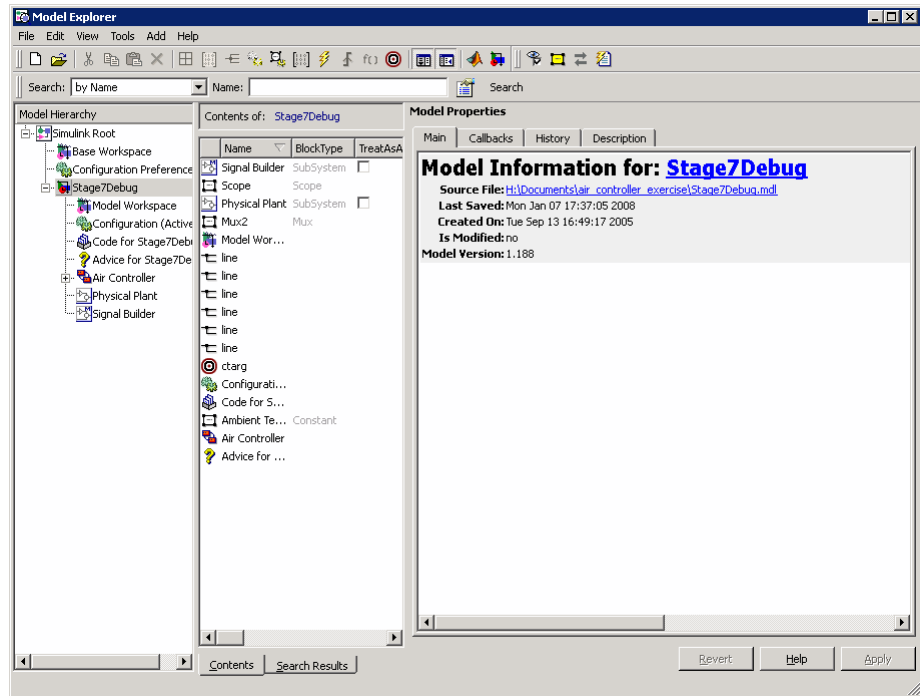 Model Explorer
File Edit View Tools Add Help
f()
Search: by Name Name: Search
Model Hierarchy
Simulink Root
Base Workspace
Configuration Preference
Stage7Debug
Model Workspace
Configuration (Active
Code for Stage7Deb
Advice for Stage7De
Air Controller
Physical Plant
Signal Builder
Contents of: Stage7Debug
Name BlockType TreatAsA
Signal Builder SubSystem
Scope Scope
Physical Plant SubSystem
Mux2 Mux
Model Wor...
line
line
line
line
line
line
ctarg
Configurati...
Code for S...
Ambient Te... Constant
Air Controller
Advice for ...
Contents Search Results
Model Properties
Main Callbacks History Description
Model Information for: Stage7Debug
Source File: H:\Documents\air_controller_exercise\Stage7Debug.mdl
Last Saved: Mon Jan 07 17:37:05 2008
Created On: Tue Sep 13 16:49:17 2005
Is Modified: no
Model Version: 1.188
Revert Help Apply